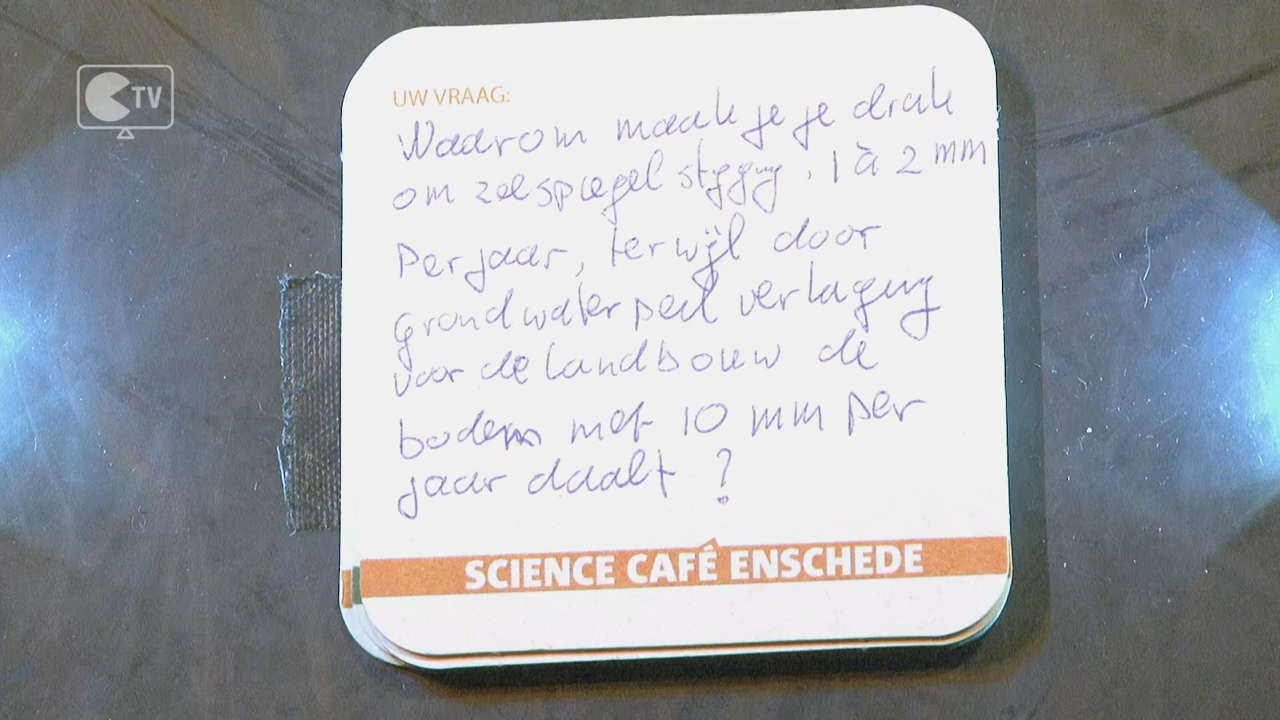 TV
UW VRAAG:
Waarom maak je je druk
om zeespiegel stijging. 1 à 2 mm
Per jaar, terwijl door
grondwaterpeil verlaging
voor de landbouw de
bodem met 10 mm per
jaar daalt?
SCIENCE CAFÉ ENSCHEDE